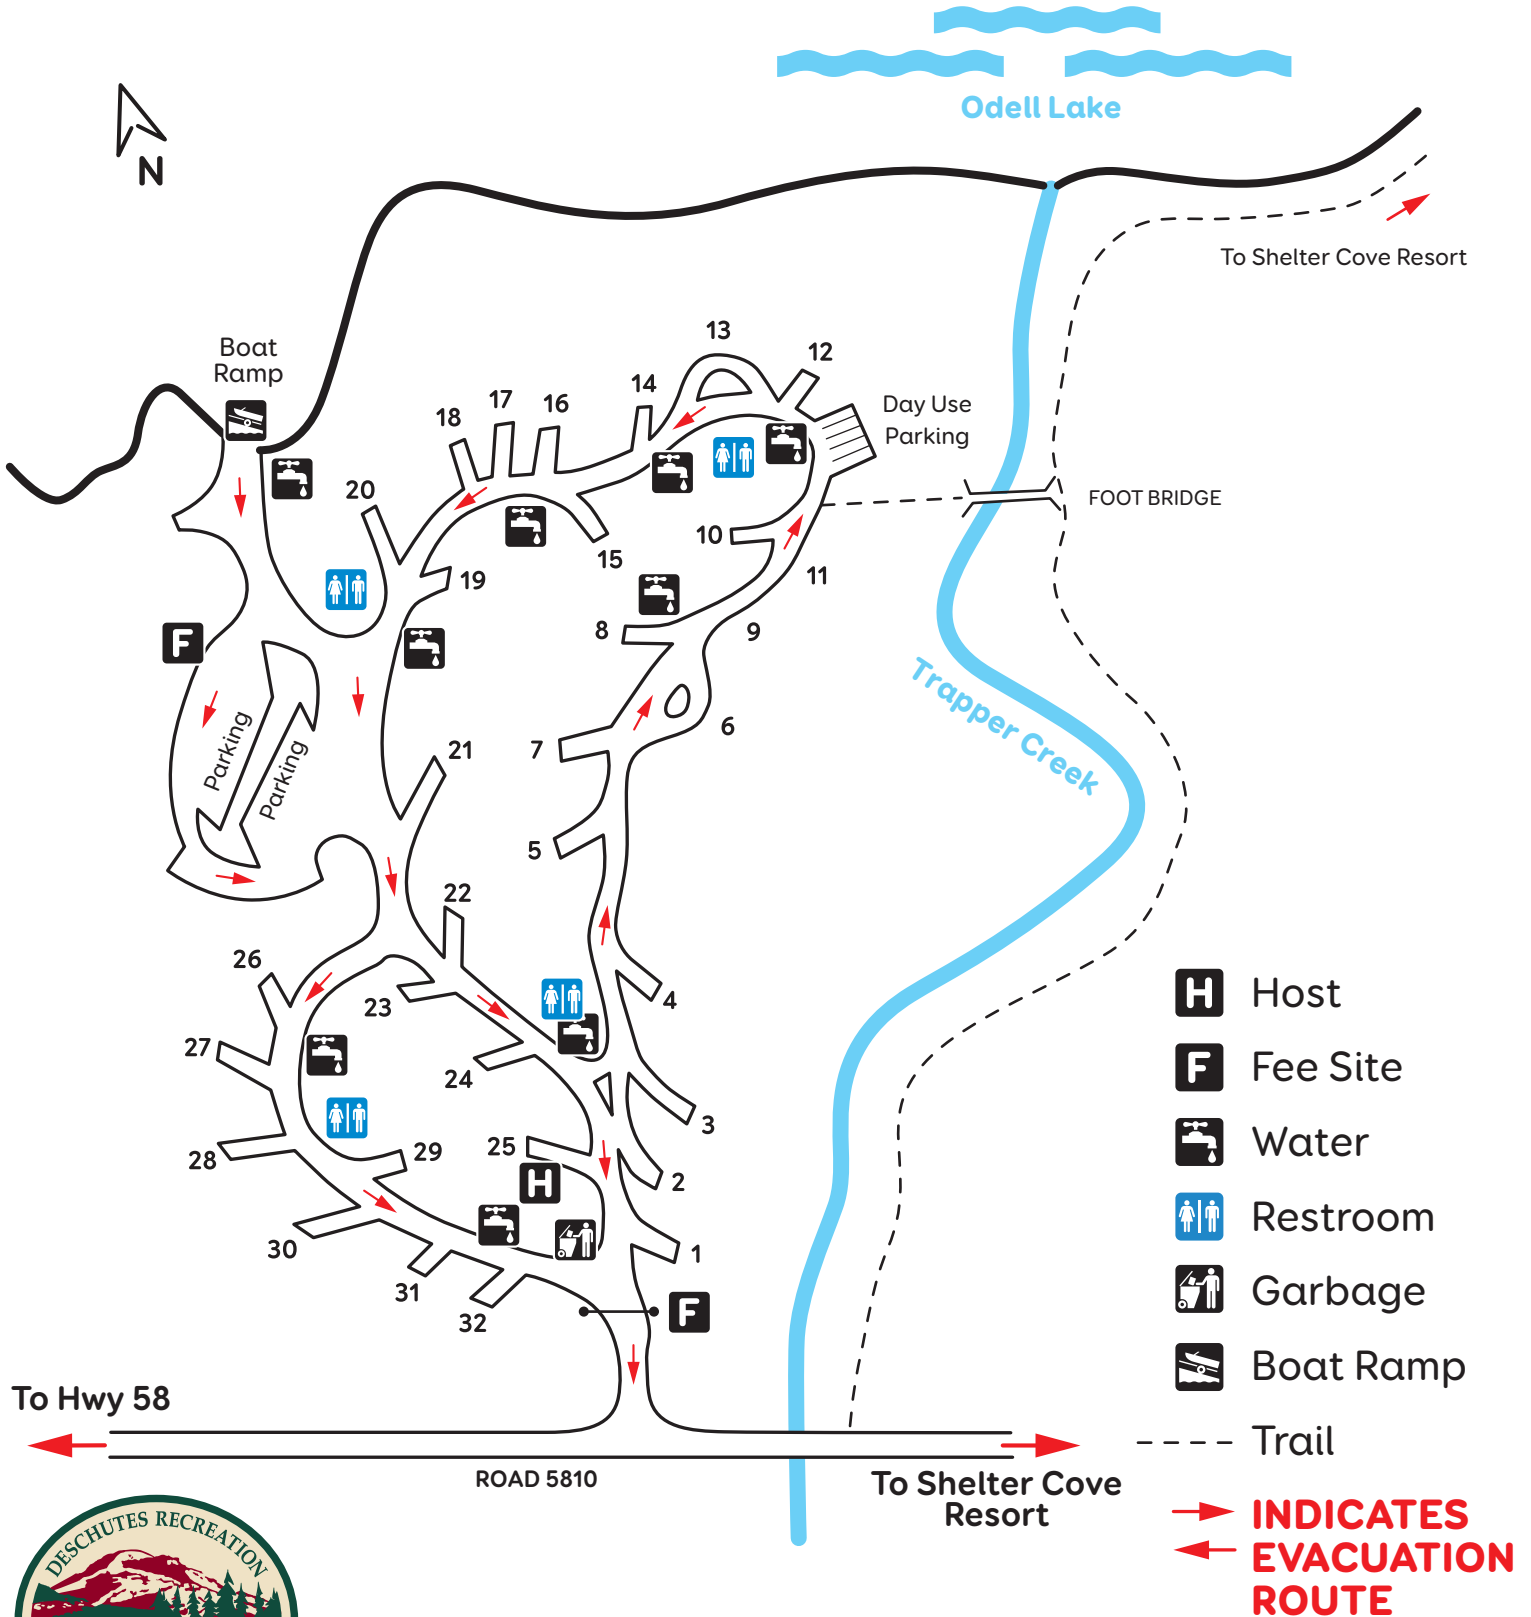 Odell Lake
N
To Shelter Cove Resort
Boat
Ramp
13
12
14
17
16
18
Day Use
Parking
20
FOOT BRIDGE
10
15
11
19
8
9
F
Trapper Creek
6
7
21
Parking
Parking
5
22
26
4
23
27
24
3
25
29
28
2
H
30
1
31
32
F
H Host
F Fee Site
Water
Restroom
Garbage
Boat Ramp
Trail
INDICATES
EVACUATION
ROUTE
To Hwy 58
ROAD 5810
To Shelter Cove
Resort
DESCHUTES RECREATION